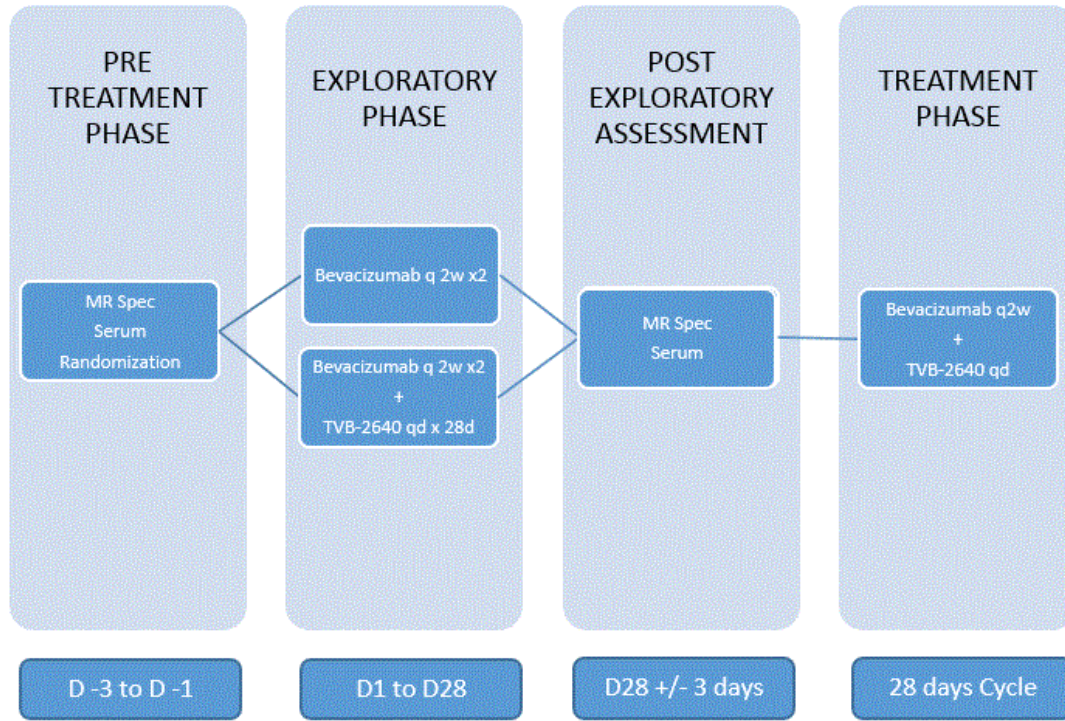 PRE
TREATMENT
PHASE
MR Spec
Serum
Randomization
D -3 to D -1
EXPLORATORY
PHASE
Bevacizumab q 2w x2
Bevacizumab q 2w x2
+
TVB-2640 qd x 28d
D1 to D28
POST
EXPLORATORY
ASSESSMENT
MR Spec
Serum
D28 +/- 3 days
TREATMENT
PHASE
Bevacizumab q2w
+
TVB-2640 qd
28 days Cycle